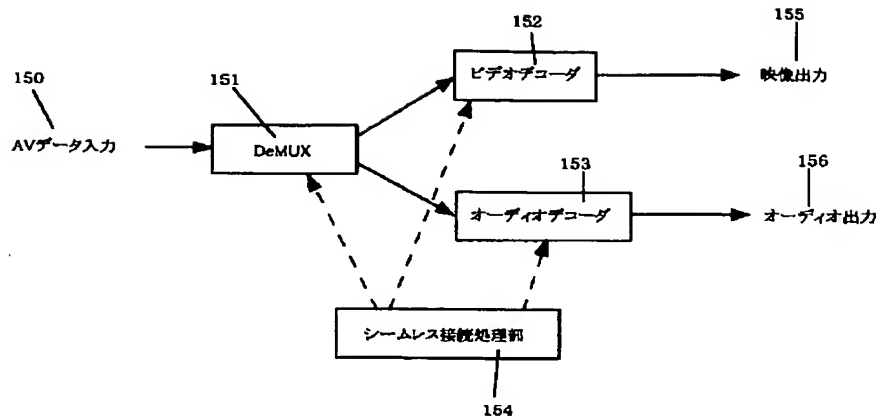 152
155
150
151
ビデオデコーダ
映像出力
AVデータ入力
DeMUX
153
156
オーディオデコーダ
オーディオ出力
シームレス接続処理部
154